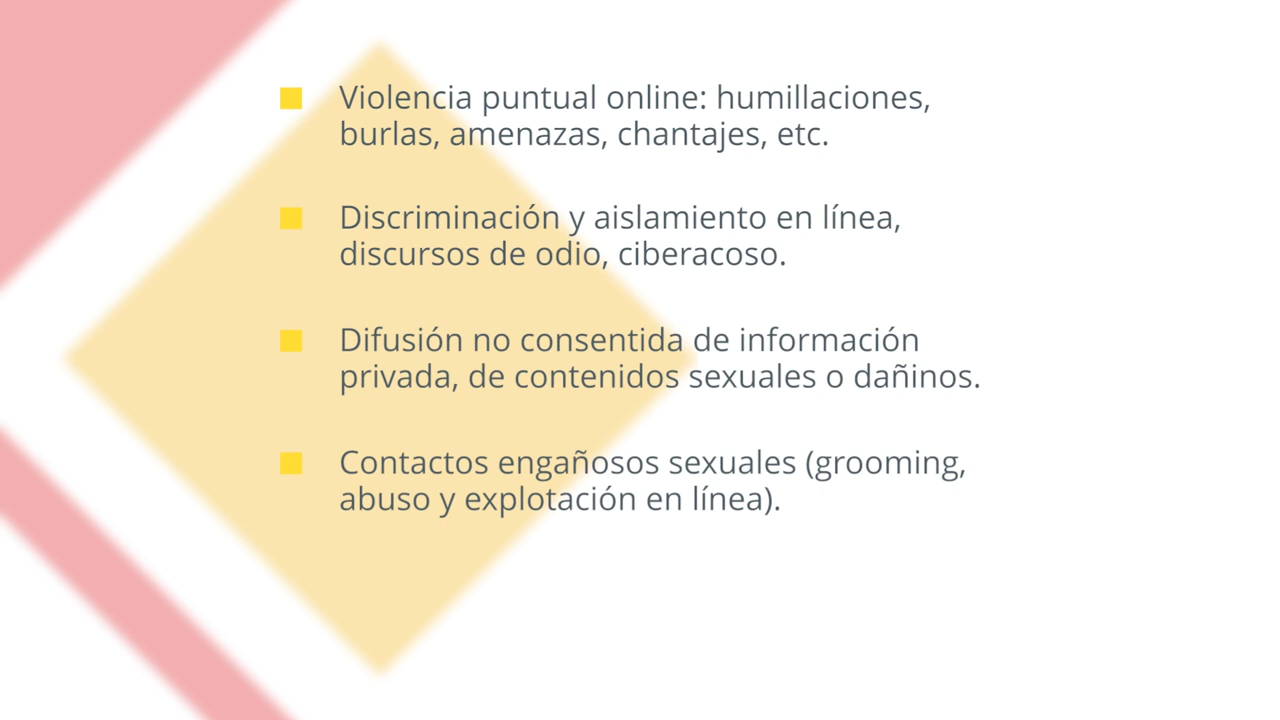 Violencia puntual online: humillaciones,
burlas, amenazas, chantajes, etc.
Discriminación y aislamiento en línea,
discursos de odio, ciberacoso.
Difusión no consentida de información
privada, de contenidos sexuales o dañinos.
Contactos engañosos sexuales (grooming,
abuso y explotación en línea).